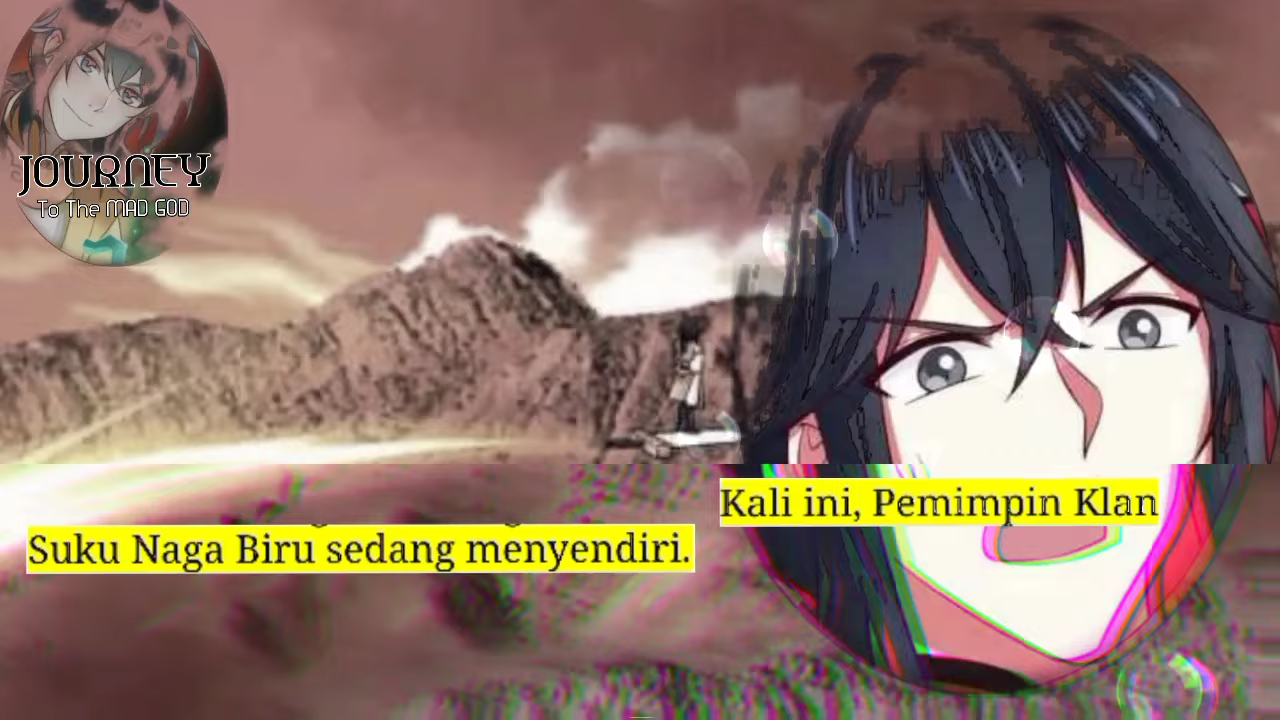 JOURNEY
To The MAD GOD
Kali ini, Pemimpin Klan
Suku Naga Biru sedang menyendiri.